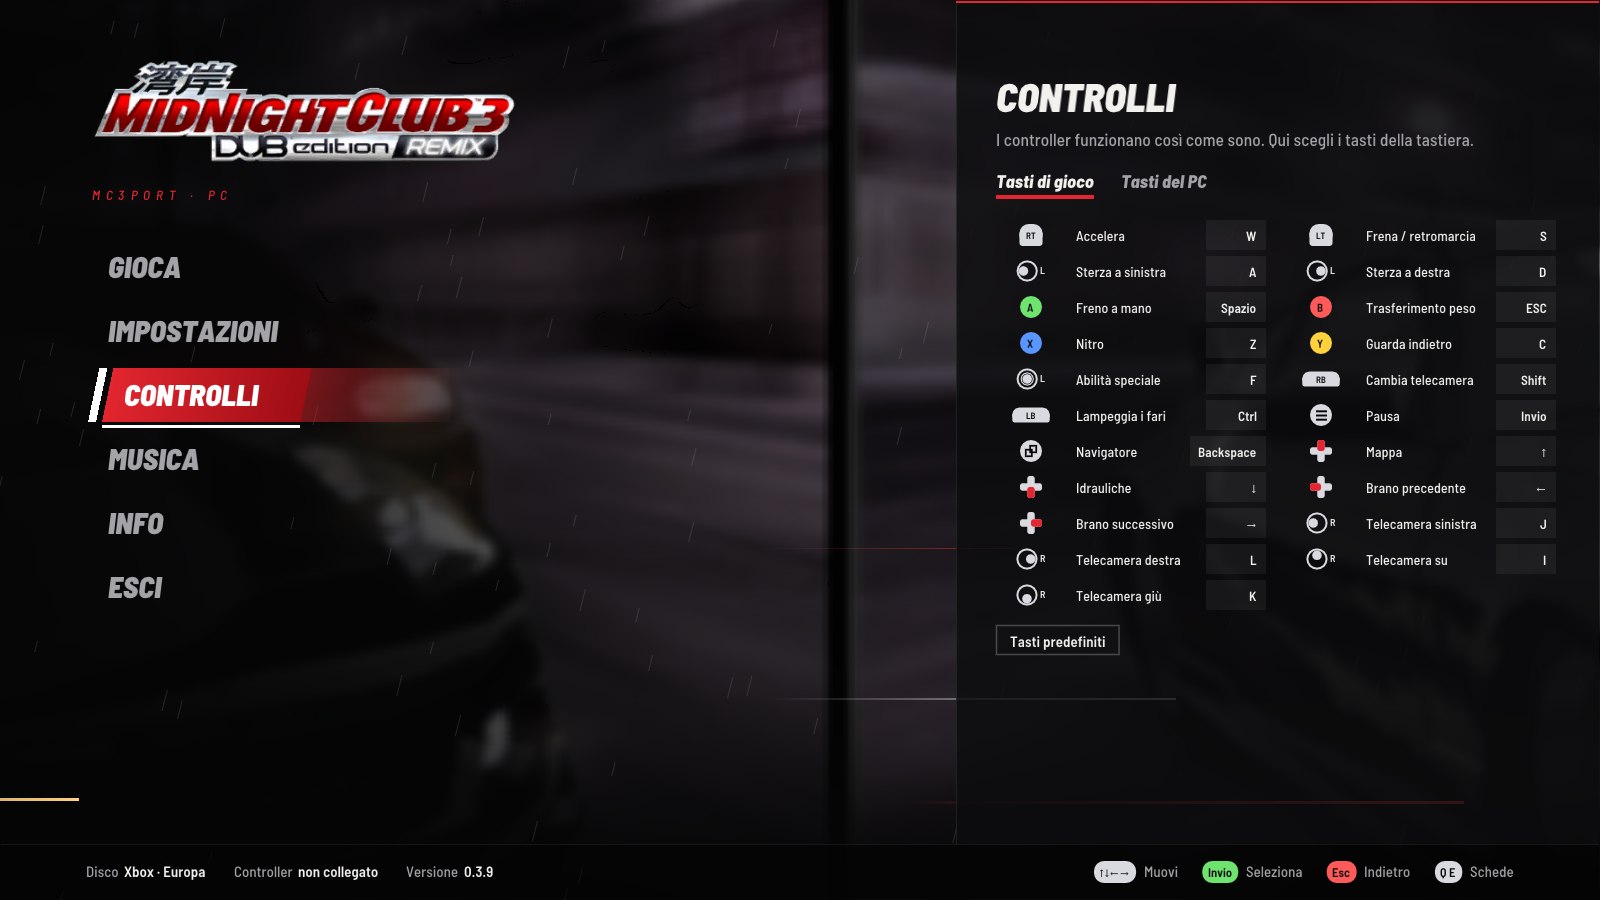 湾岸
MIDNIGHT CLUB 3
DUB edition REMIX
MC3PORT · PC
GIOCA
IMPOSTAZIONI
CONTROLLI
MUSICA
INFO
ESCI
CONTROLLI
I controller funzionano così come sono. Qui scegli i tasti della tastiera.
Tasti di gioco Tasti del PC
RT Accelera W LT Frena / retromarcia S
L Sterza a sinistra A L Sterza a destra D
A Freno a mano Spazio B Trasferimento peso ESC
X Nitro Z Y Guarda indietro C
L Abilità speciale F RB Cambia telecamera Shift
LB Lampeggia i fari Ctrl Pausa Invio
Navigatore Backspace Mappa ↑
Idrauliche ↓ Brano precedente ←
Brano successivo → R Telecamera sinistra J
R Telecamera destra L R Telecamera su I
R Telecamera giù K
Tasti predefiniti
Disco Xbox · Europa Controller non collegato Versione 0.3.9
↑↓←→ Muovi Invio Seleziona Esc Indietro Q E Schede